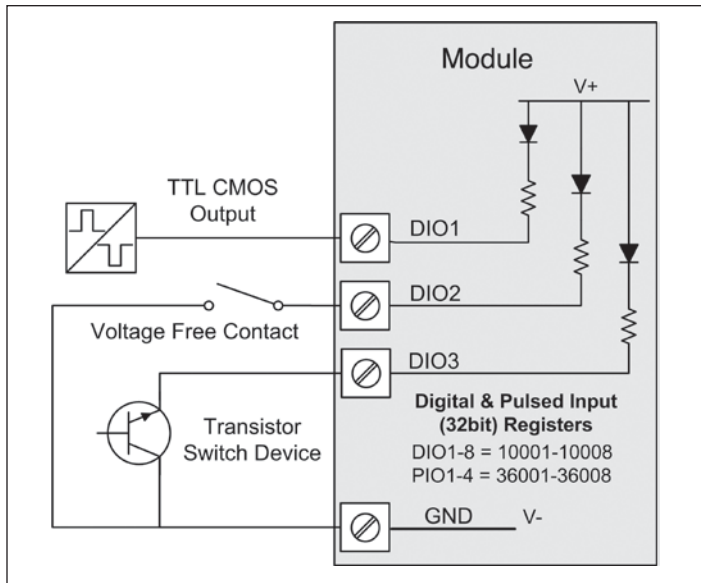 Module
V+
TTL CMOS
Output
DIO1
DIO2
Voltage Free Contact
DIO3
Transistor
Switch Device
Digital & Pulsed Input
(32bit) Registers
DIO1-8 = 10001-10008
PIO1-4 = 36001-36008
GND
V-